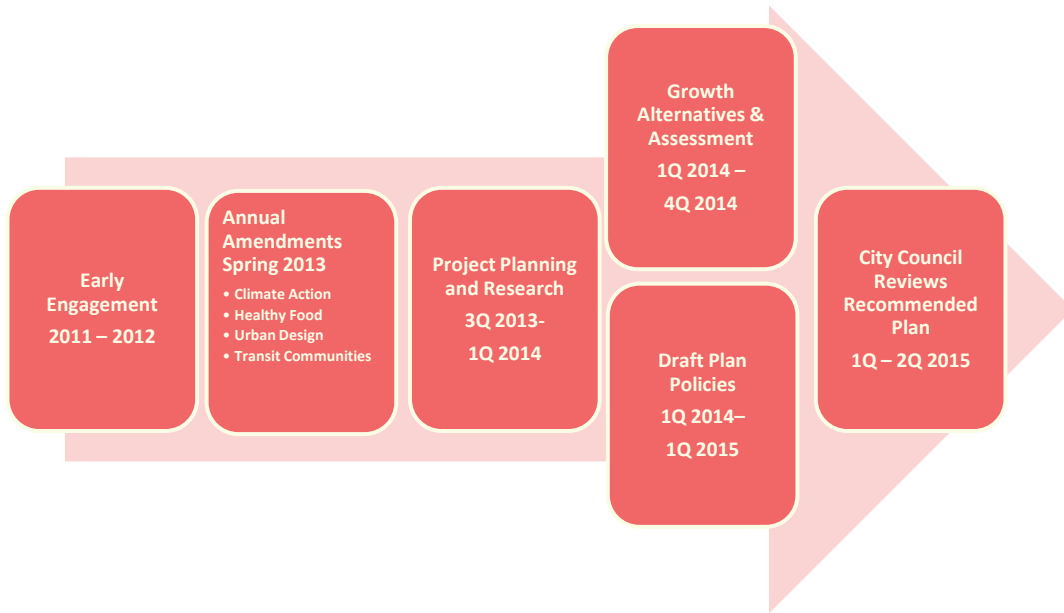 Early
Engagement
2011 – 2012
Annual
Amendments
Spring 2013
• Climate Action
• Healthy Food
• Urban Design
• Transit Communities
Project Planning
and Research
3Q 2013-
1Q 2014
Growth
Alternatives &
Assessment
1Q 2014 –
4Q 2014
Draft Plan
Policies
1Q 2014–
1Q 2015
City Council
Reviews
Recommended
Plan
1Q – 2Q 2015